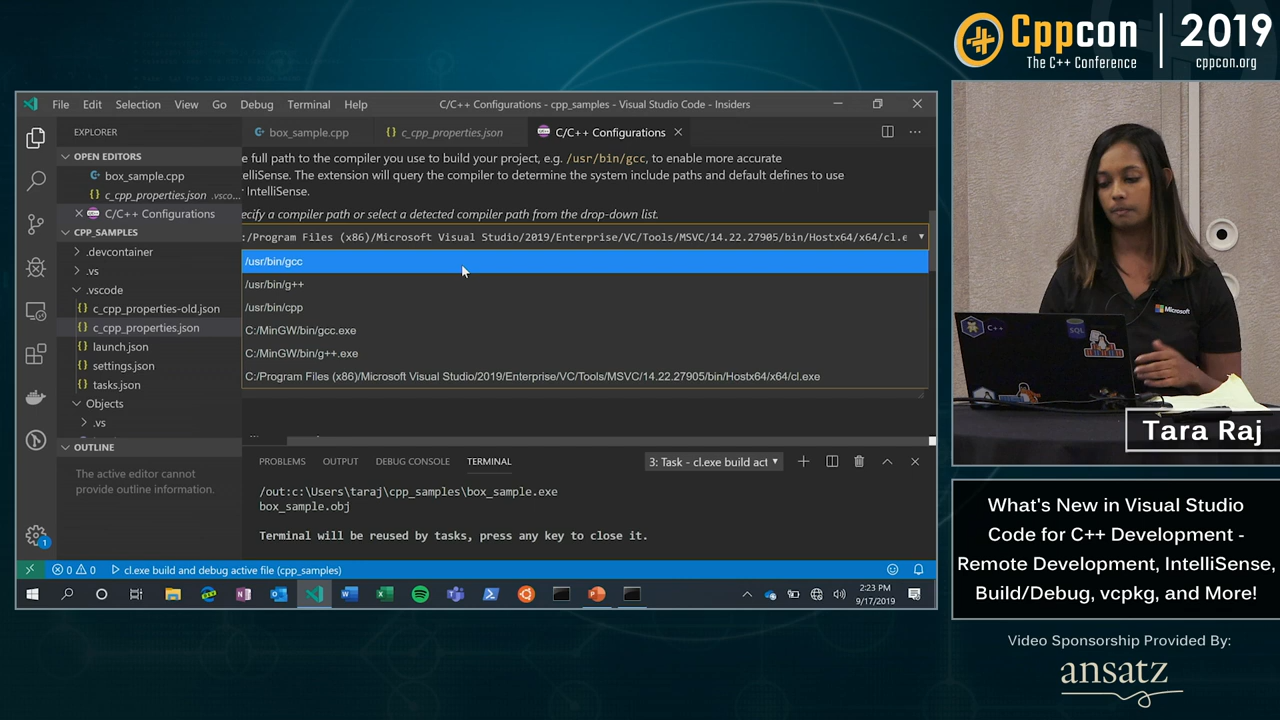 Cppcon | 2019
The C++ Conference
cppcon.org
File Edit Selection View Go Debug Terminal Help
C/C++ Configurations - cpp_samples - Visual Studio Code - Insiders
EXPLORER
box_sample.cpp
{} c_cpp_properties.json
C/C++ Configurations
OPEN EDITORS
box_sample.cpp
{} c_cpp_properties.json .vsco...
C/C++ Configurations
CPP_SAMPLES
.devcontainer
.vs
.vscode
{} c_cpp_properties-old.json
{} c_cpp_properties.json
{} launch.json
{} settings.json
{} tasks.json
Objects
.vs
OUTLINE
The active editor cannot
provide outline information.
e full path to the compiler you use to build your project, e.g. /usr/bin/gcc, to enable more accurate
elliSense. The extension will query the compiler to determine the system include paths and default defines to use
r IntelliSense.
ecify a compiler path or select a detected compiler path from the drop-down list.
:/Program Files (x86)/Microsoft Visual Studio/2019/Enterprise/VC/Tools/MSVC/14.22.27905/bin/Hostx64/x64/cl.e
/usr/bin/gcc
/usr/bin/g++
/usr/bin/cpp
C:/MinGW/bin/gcc.exe
C:/MinGW/bin/g++.exe
C:/Program Files (x86)/Microsoft Visual Studio/2019/Enterprise/VC/Tools/MSVC/14.22.27905/bin/Hostx64/x64/cl.exe
PROBLEMS OUTPUT DEBUG CONSOLE TERMINAL
3: Task - cl.exe build act
/out:c:\Users\taraj\cpp_samples\box_sample.exe
box_sample.obj
Terminal will be reused by tasks, press any key to close it.
1
0 0 cl.exe build and debug active file (cpp_samples)
2:23 PM
9/17/2019
Microsoft
C++
SQL
Tara Raj
What's New in Visual Studio
Code for C++ Development -
Remote Development, IntelliSense,
Build/Debug, vcpkg, and More!
Video Sponsorship Provided By:
ansatz